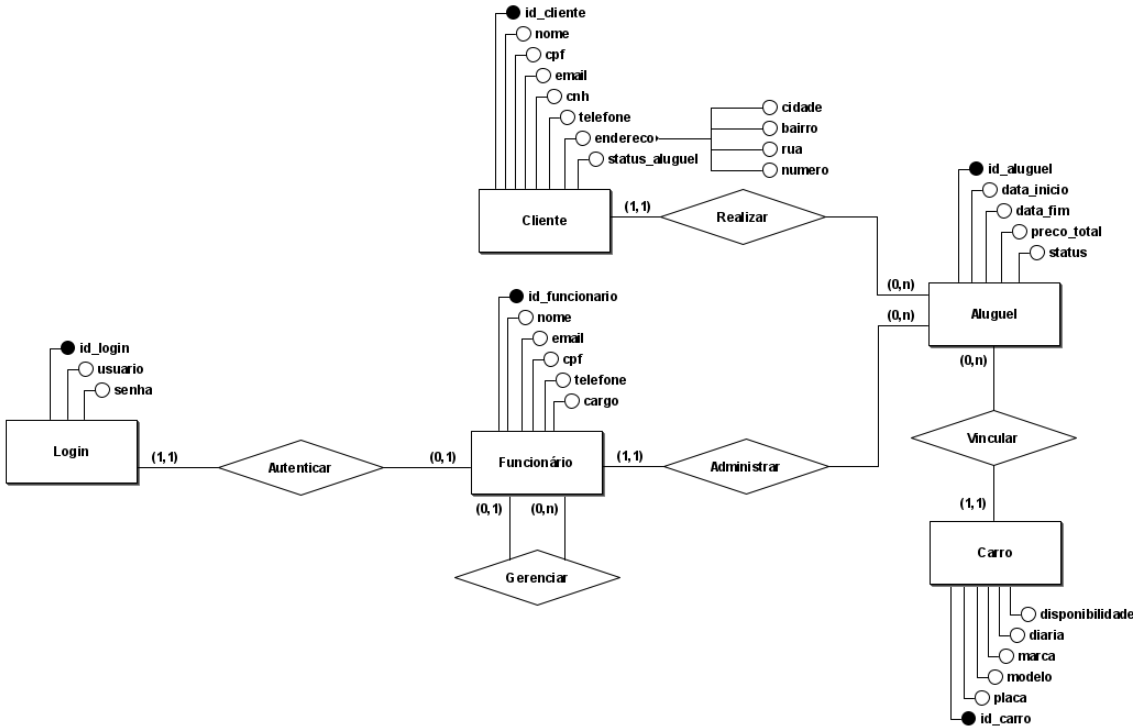 id_cliente
nome
cpf
email
cnh
telefone
endereco
status_aluguel
cidade
bairro
rua
numero
Cliente
(1,1)
Realizar
(0,n)
id_aluguel
data_inicio
data_fim
preco_total
status
Aluguel
(0,n)
(0,n)
id_funcionario
nome
email
cpf
telefone
cargo
id_login
usuario
senha
Login
(1,1)
Autenticar
(0,1)
Funcionário
(1,1)
Administrar
(0,1)
(0,n)
Gerenciar
Vincular
(1,1)
Carro
disponibilidade
diaria
marca
modelo
placa
id_carro